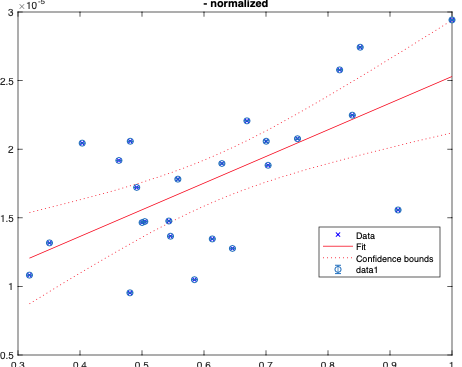 ×10⁻⁵
- normalized
3
2.5
2
1.5
1
0.5
0.3 0.4 0.5 0.6 0.7 0.8 0.9 1
Data
Fit
Confidence bounds
data1